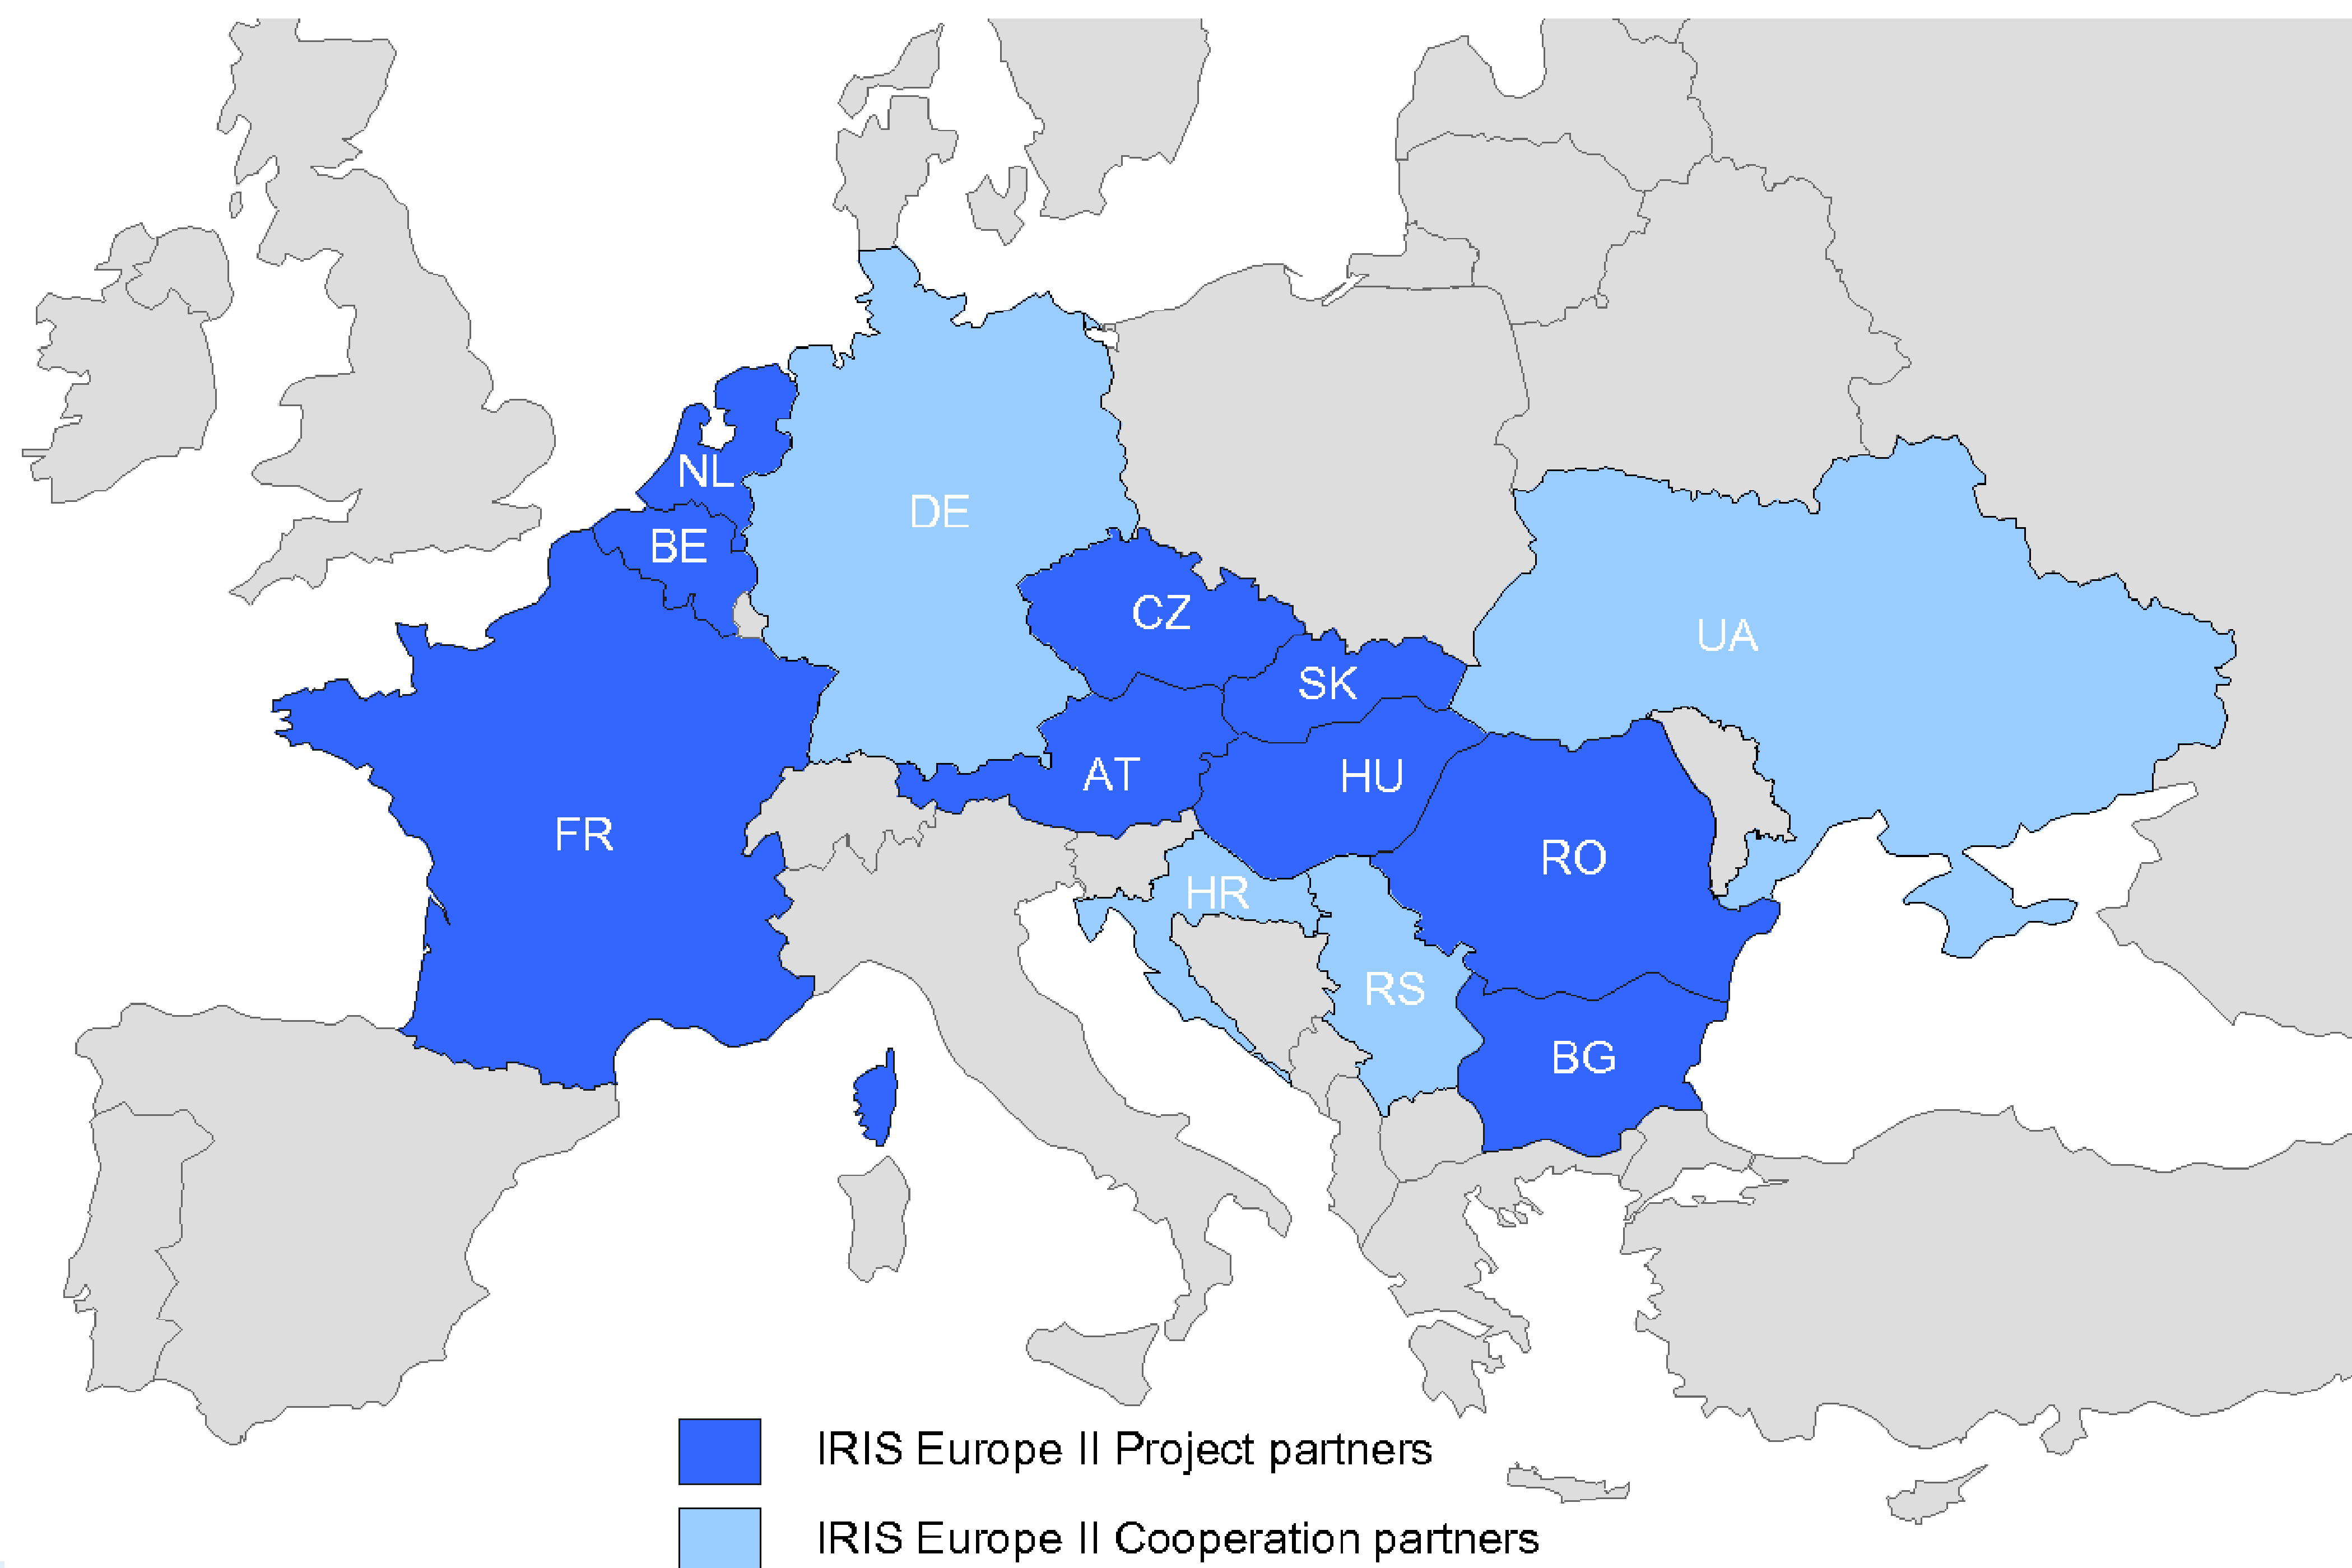 NL
DE
BE
CZ
UA
SK
AT
HU
FR
RO
HR
RS
BG
IRIS Europe II Project partners
IRIS Europe II Cooperation partners